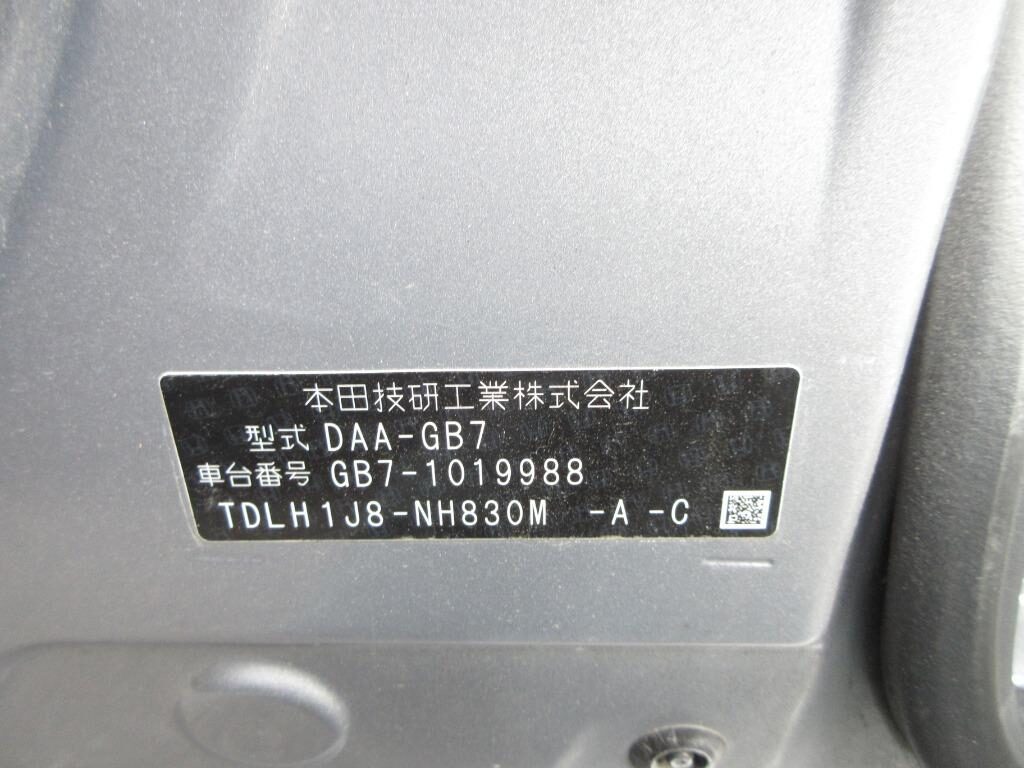 本田技研工業株式会社
型式 DAA-GB7
車台番号 GB7-1019988
TDLH1J8-NH830M -A -C